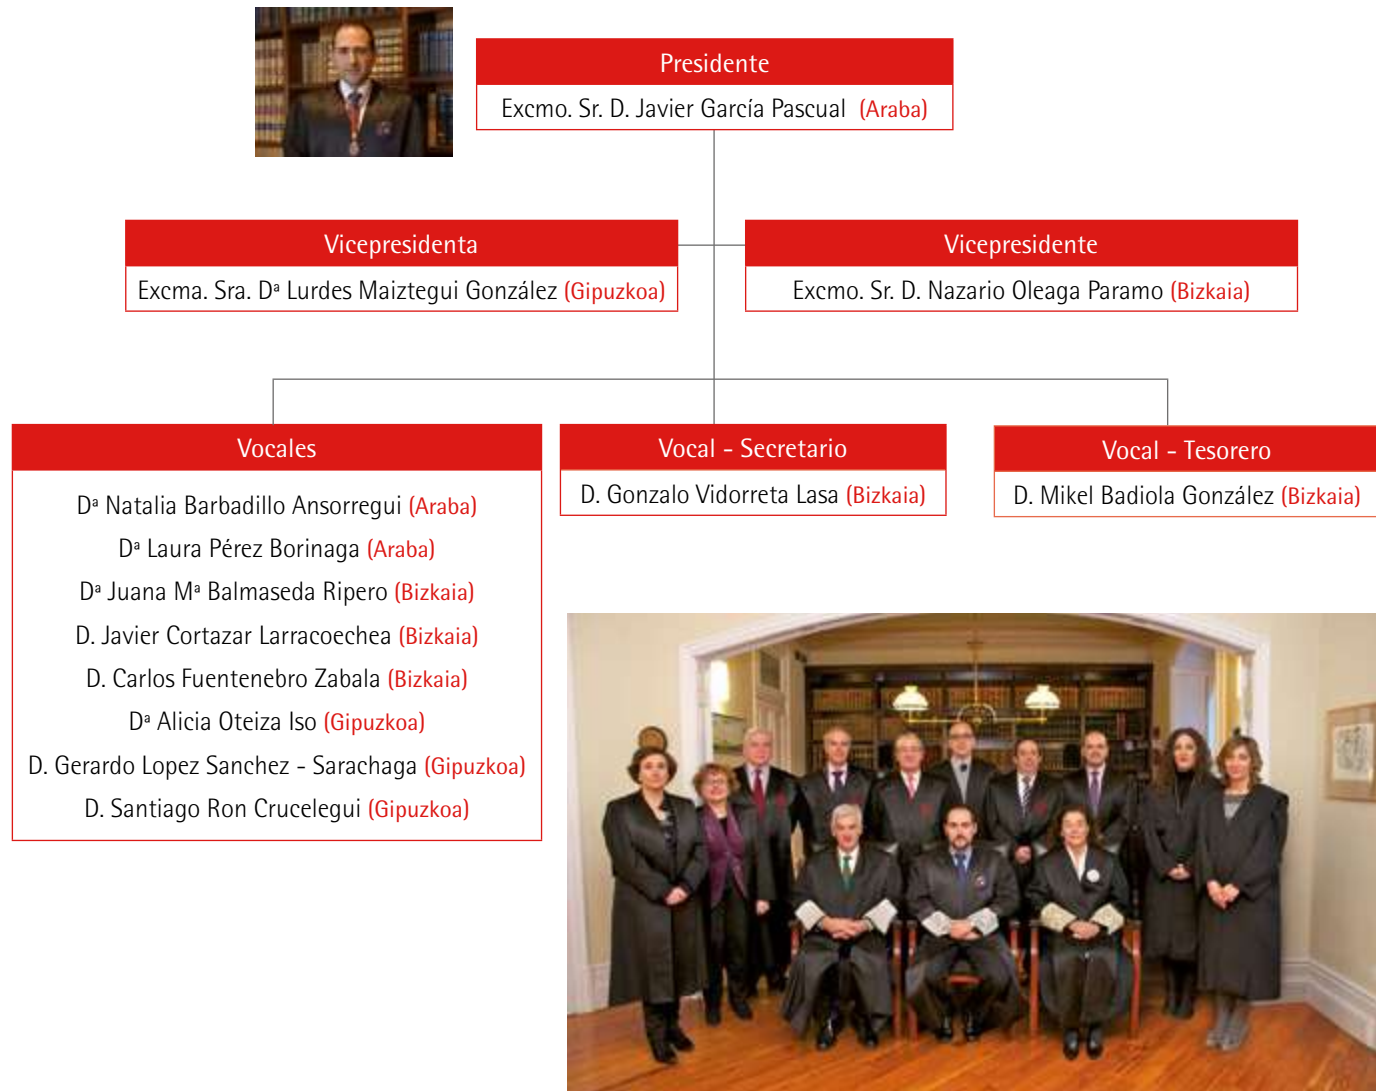 Presidente
Excmo. Sr. D. Javier García Pascual (Araba)
Vicepresidenta
Excma. Sra. Dª Lurdes Maiztegui González (Gipuzkoa)
Vicepresidente
Excmo. Sr. D. Nazario Oleaga Paramo (Bizkaia)
Vocales
Dª Natalia Barbadillo Ansorregui (Araba)
Dª Laura Pérez Borinaga (Araba)
Dª Juana Mª Balmaseda Ripero (Bizkaia)
D. Javier Cortazar Larracoechea (Bizkaia)
D. Carlos Fuentenebro Zabala (Bizkaia)
Dª Alicia Oteiza Iso (Gipuzkoa)
D. Gerardo Lopez Sanchez - Sarachaga (Gipuzkoa)
D. Santiago Ron Crucelegui (Gipuzkoa)
Vocal - Secretario
D. Gonzalo Vidorreta Lasa (Bizkaia)
Vocal - Tesorero
D. Mikel Badiola González (Bizkaia)